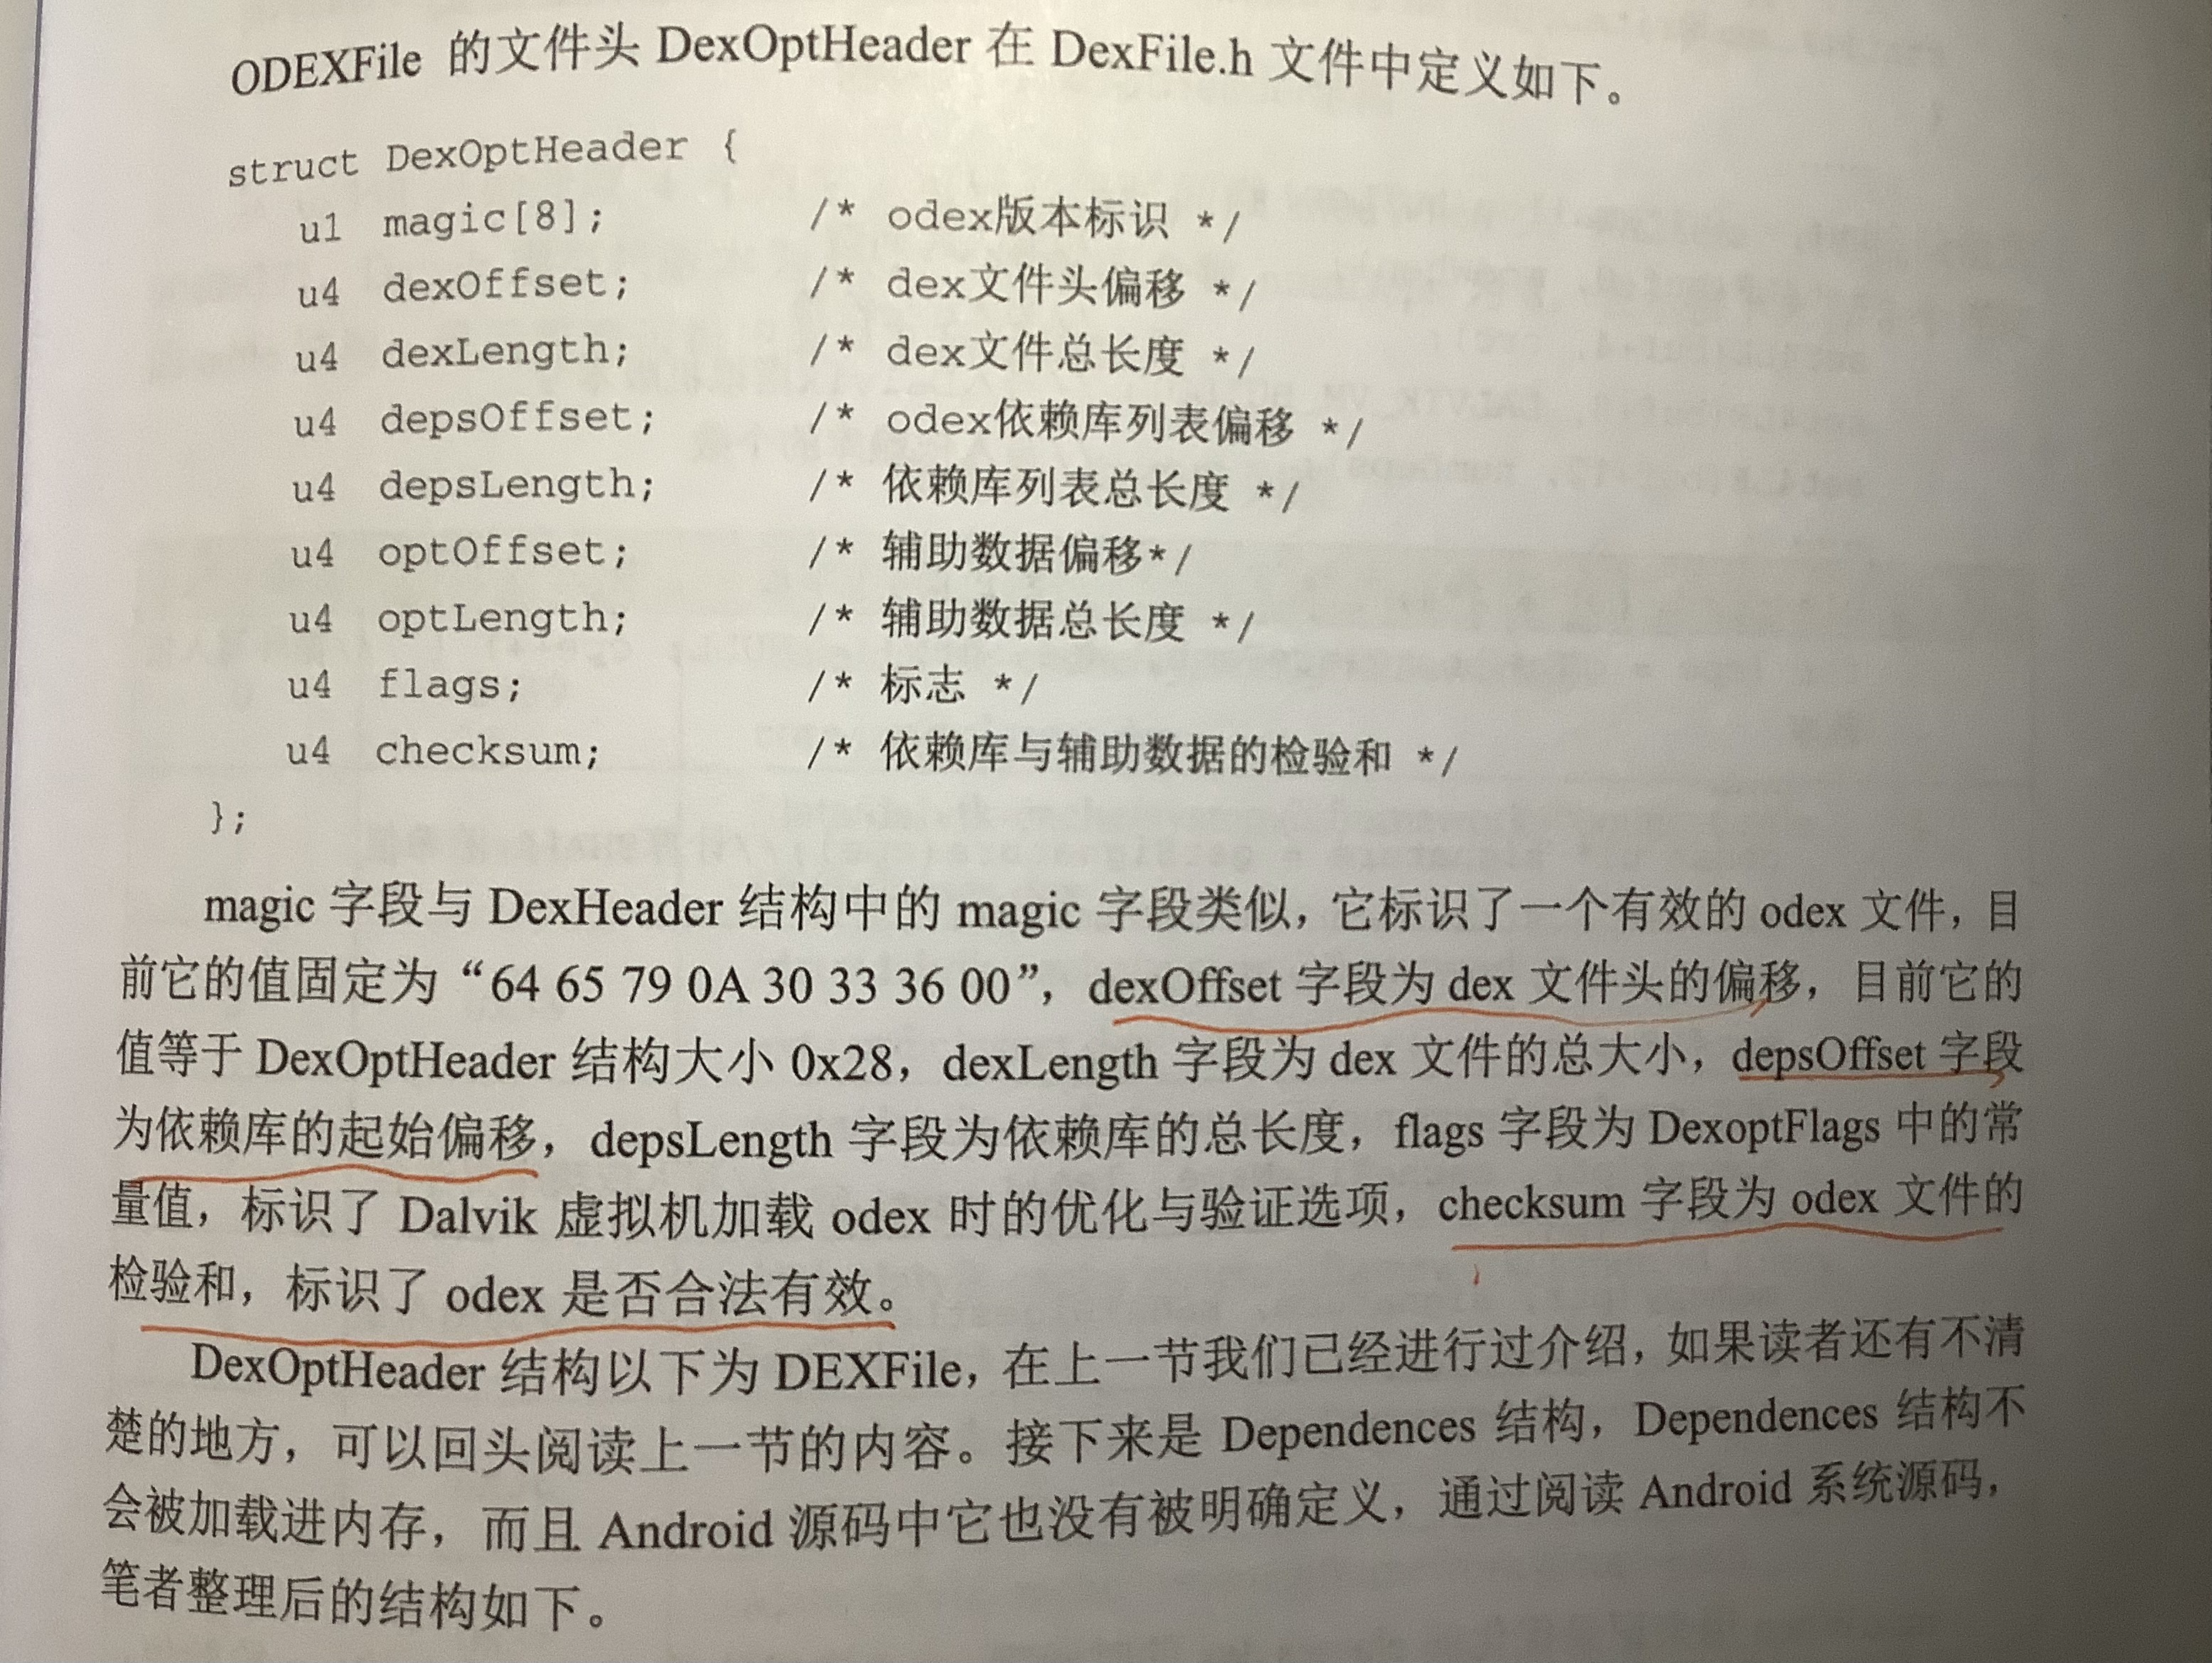 ODEXFile 的文件头 DexOptHeader 在 DexFile.h 文件中定义如下。
struct DexOptHeader {
u1 magic[8]; /* odex版本标识 */
u4 dexOffset; /* dex文件头偏移 */
u4 dexLength; /* dex文件总长度 */
u4 depsOffset; /* odex依赖库列表偏移 */
u4 depsLength; /* 依赖库列表总长度 */
u4 optOffset; /* 辅助数据偏移*/
u4 optLength; /* 辅助数据总长度 */
u4 flags; /* 标志 */
u4 checksum; /* 依赖库与辅助数据的检验和 */
};
magic 字段与 DexHeader 结构中的 magic 字段类似，它标识了一个有效的 odex 文件，目
前它的值固定为“64 65 79 0A 30 33 36 00”，dexOffset 字段为 dex 文件头的偏移，目前它的
值等于 DexOptHeader 结构大小 0x28，dexLength 字段为 dex 文件的总大小，depsOffset 字段
为依赖库的起始偏移，depsLength 字段为依赖库的总长度，flags 字段为 DexoptFlags 中的常
量值，标识了 Dalvik 虚拟机加载 odex 时的优化与验证选项，checksum 字段为 odex 文件的
检验和，标识了 odex 是否合法有效。
DexOptHeader 结构以下为 DEXFile，在上一节我们已经进行过介绍，如果读者还有不清
楚的地方，可以回头阅读上一节的内容。接下来是 Dependences 结构，Dependences 结构不
会被加载进内存，而且 Android 源码中它也没有被明确定义，通过阅读 Android 系统源码，
笔者整理后的结构如下。